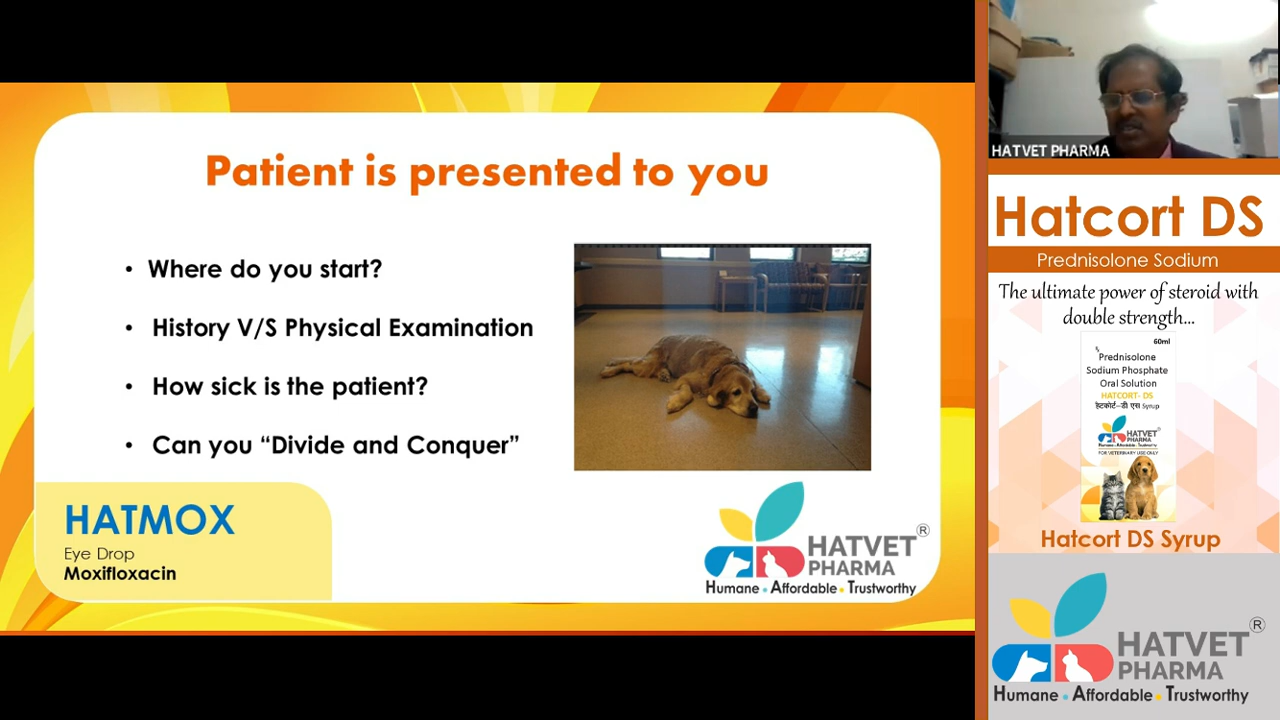 Patient is presented to you
• Where do you start?
• History V/S Physical Examination
• How sick is the patient?
• Can you “Divide and Conquer”
HATMOX
Eye Drop
Moxifloxacin
HATVET ®
PHARMA
Humane • Affordable • Trustworthy
HATVET PHARMA
Hatcort DS
Prednisolone Sodium
The ultimate power of steroid with
double strength...
60ml
Prednisolone
Sodium Phosphate
Oral Solution
HATCORT- DS
हैटकोर्ट-डी एस Syrup
HATVET
PHARMA
Humane • Affordable • Trustworthy
FOR VETERINARY USE ONLY
Hatcort DS Syrup
HATVET ®
PHARMA
Humane • Affordable • Trustworthy